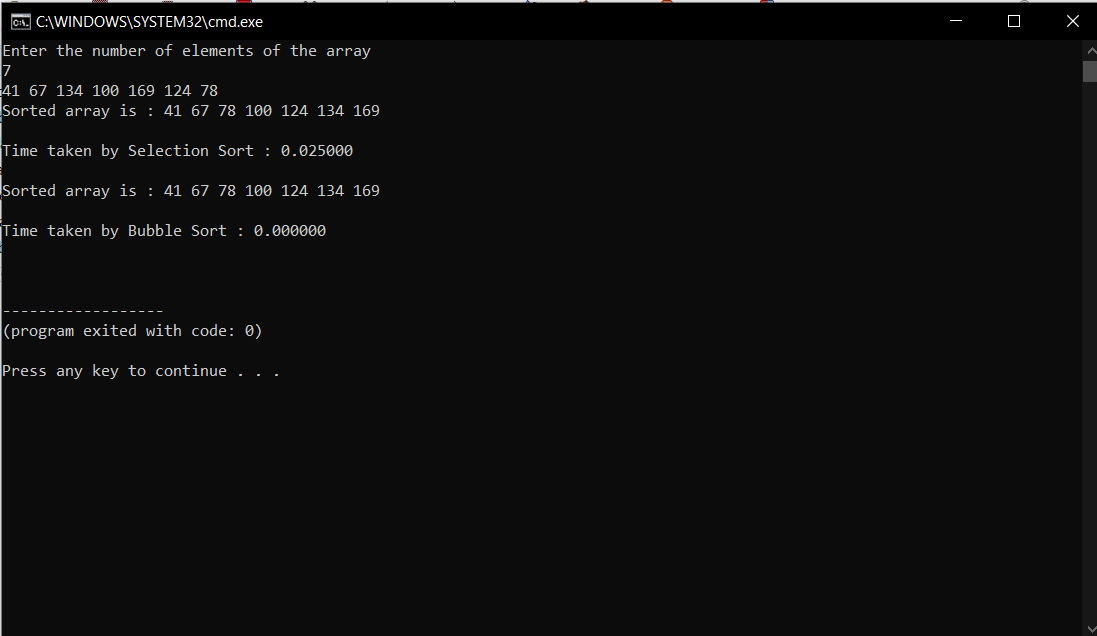 C:\WINDOWS\SYSTEM32\cmd.exe
Enter the number of elements of the array
7
41 67 134 100 169 124 78
Sorted array is : 41 67 78 100 124 134 169
Time taken by Selection Sort : 0.025000
Sorted array is : 41 67 78 100 124 134 169
Time taken by Bubble Sort : 0.000000
------------------
(program exited with code: 0)
Press any key to continue . . .